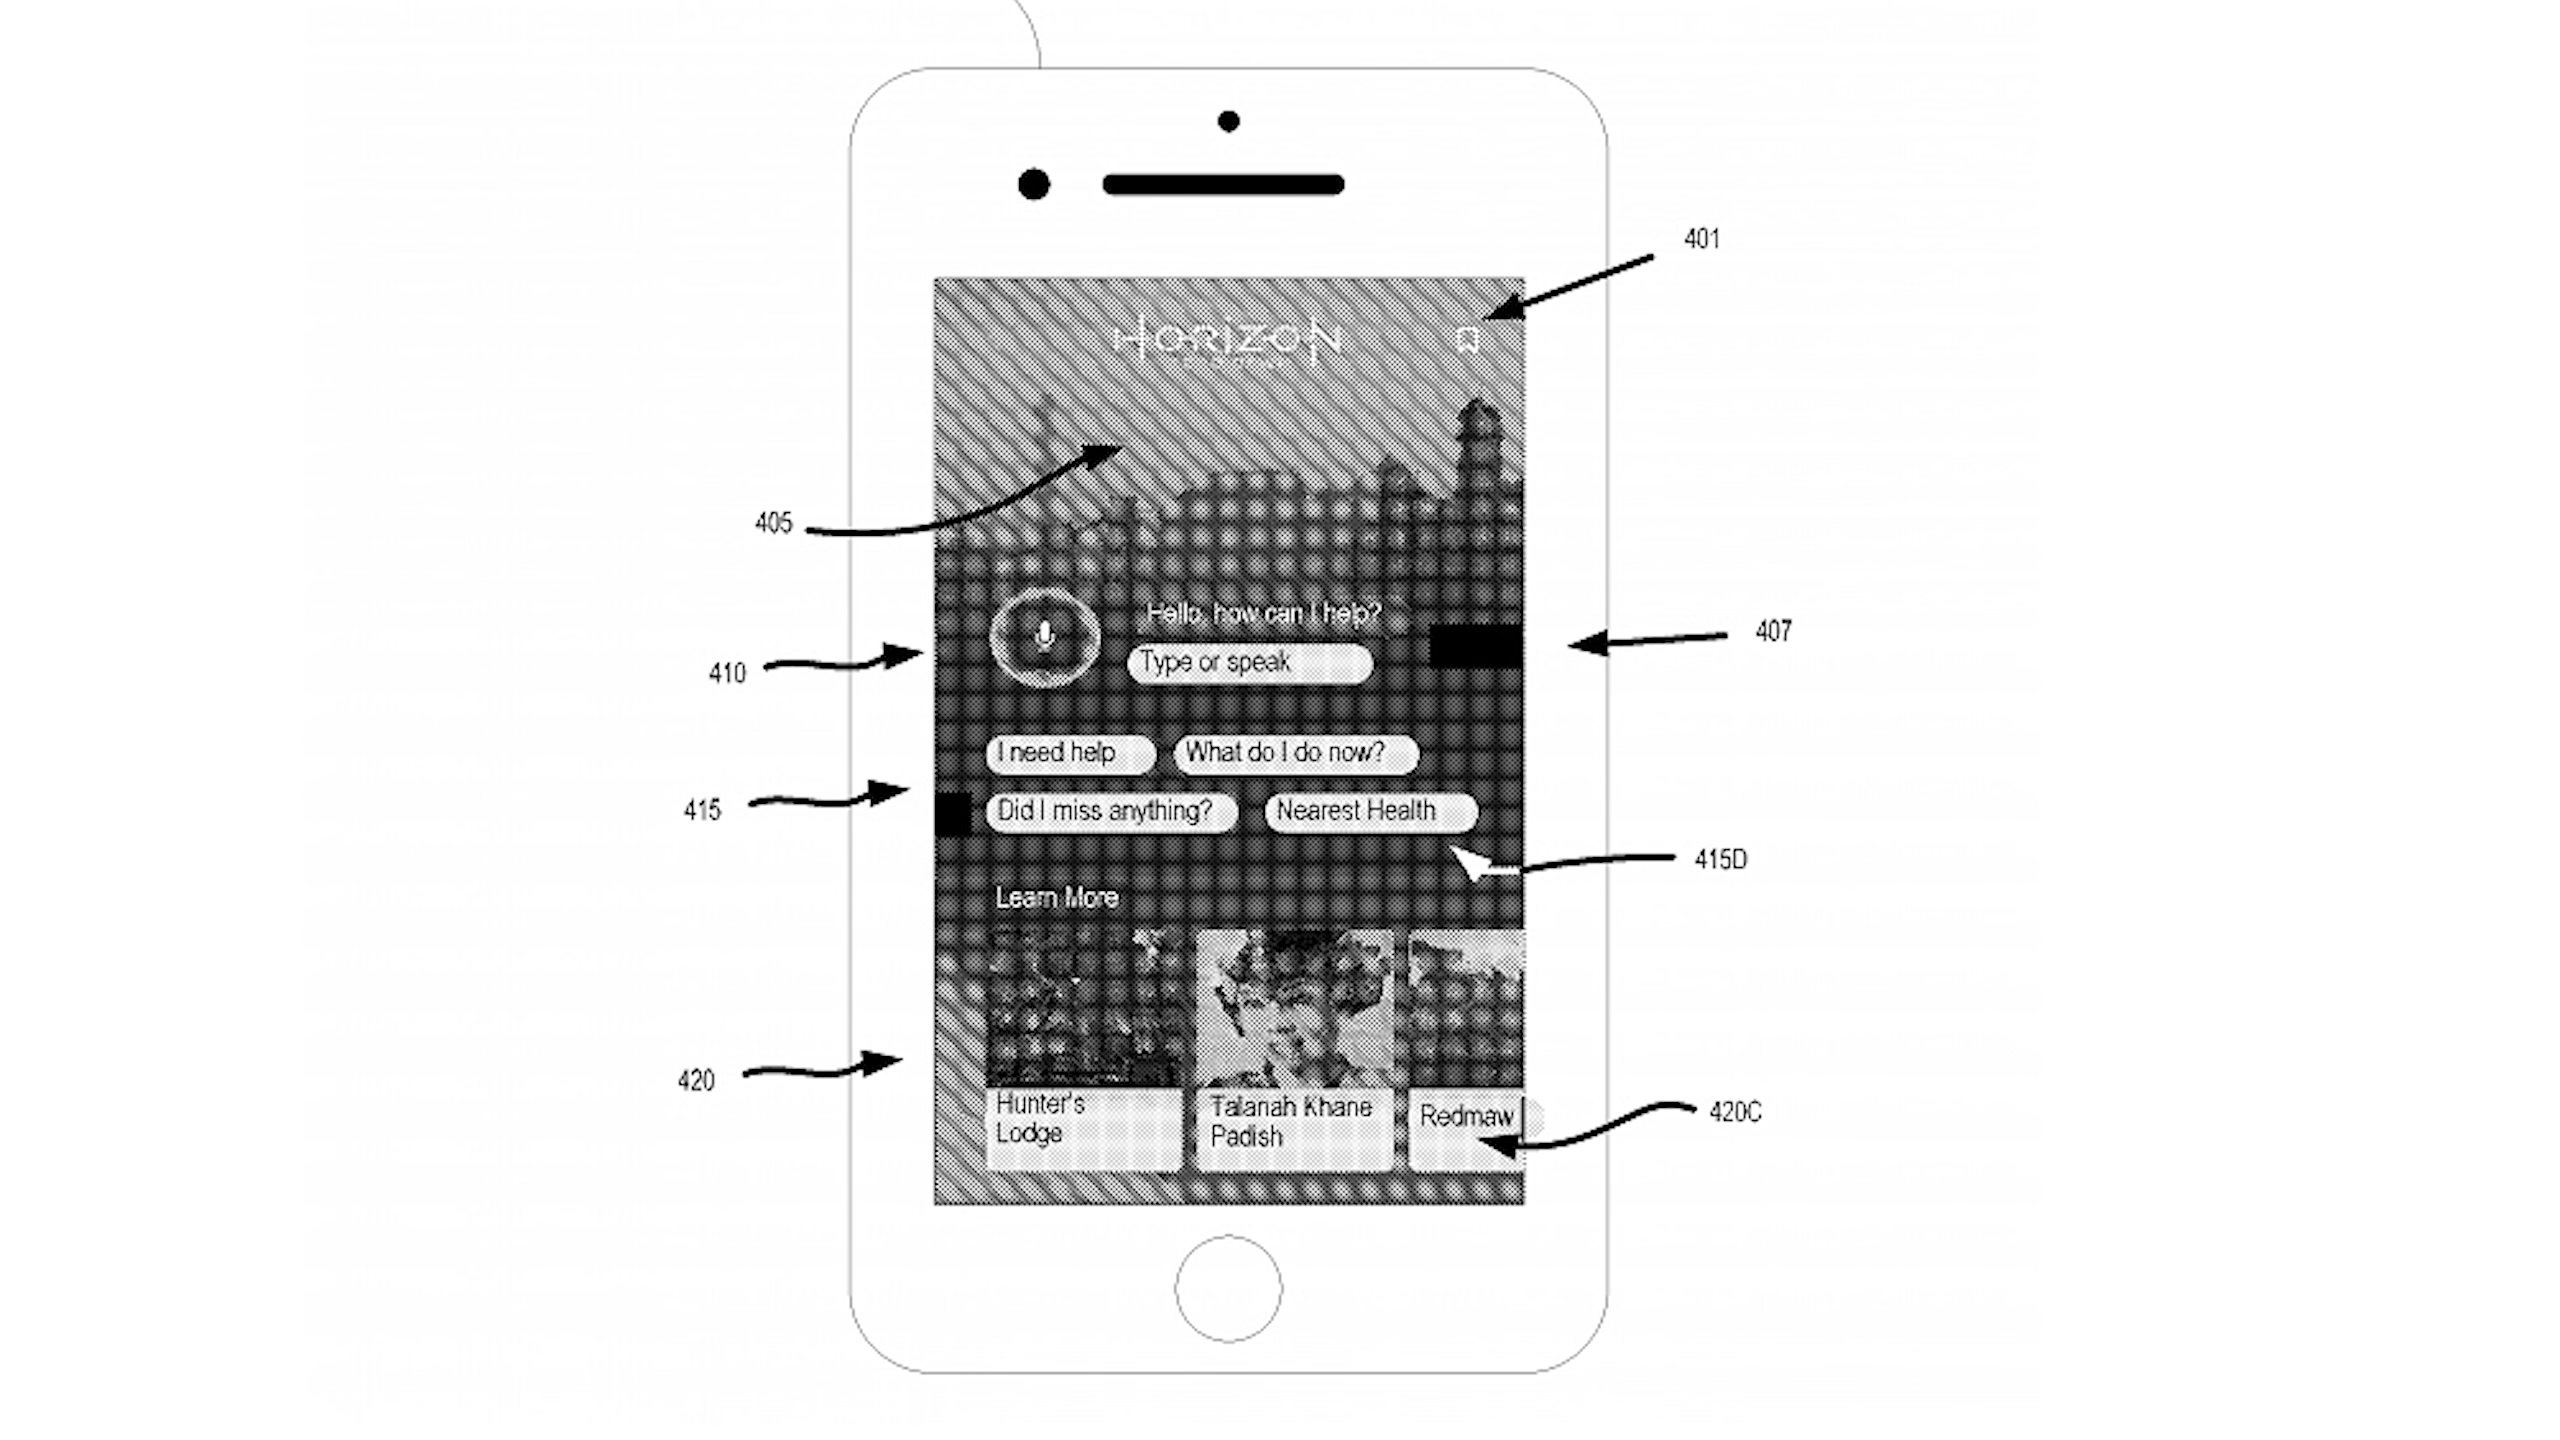 401
HORIZON
405
Hello, how can I help?
407
Type or speak
410
I need help
What do I do now?
415
Did I miss anything?
Nearest Health
415D
Learn More
420
Hunter's
Lodge
Talanah Khane
Padish
Redmaw
420C